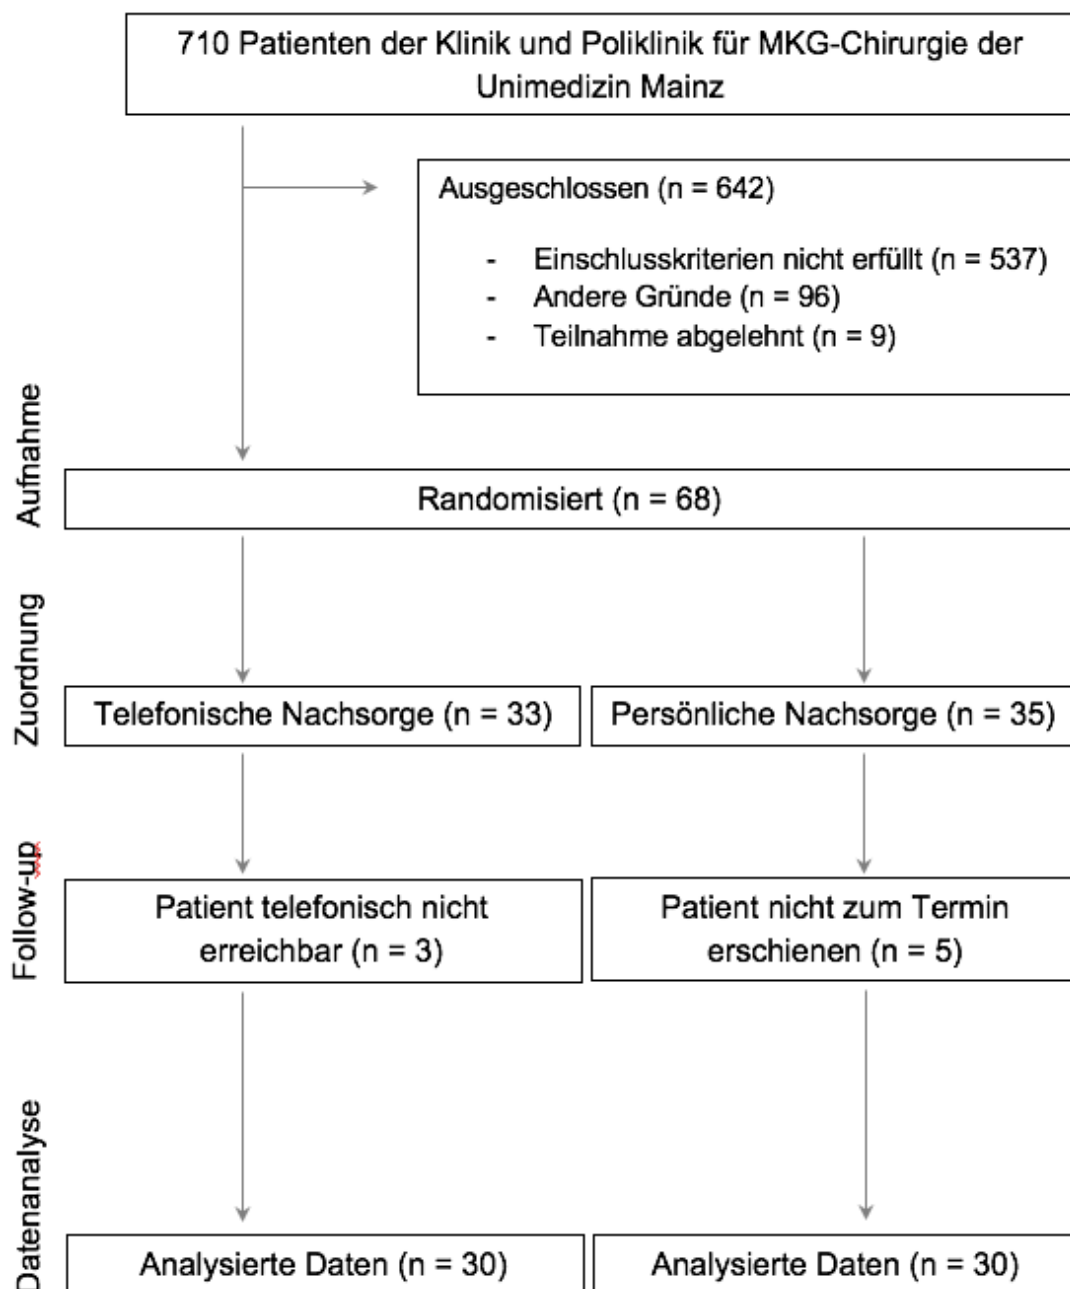 710 Patienten der Klinik und Poliklinik für MKG-Chirurgie der
Unimedizin Mainz
Ausgeschlossen (n = 642)
- Einschlusskriterien nicht erfüllt (n = 537)
- Andere Gründe (n = 96)
- Teilnahme abgelehnt (n = 9)
Aufnahme
Randomisiert (n = 68)
Zuordnung
Telefonische Nachsorge (n = 33)
Persönliche Nachsorge (n = 35)
Follow-up
Patient telefonisch nicht
erreichbar (n = 3)
Patient nicht zum Termin
erschienen (n = 5)
Datenanalyse
Analysierte Daten (n = 30)
Analysierte Daten (n = 30)